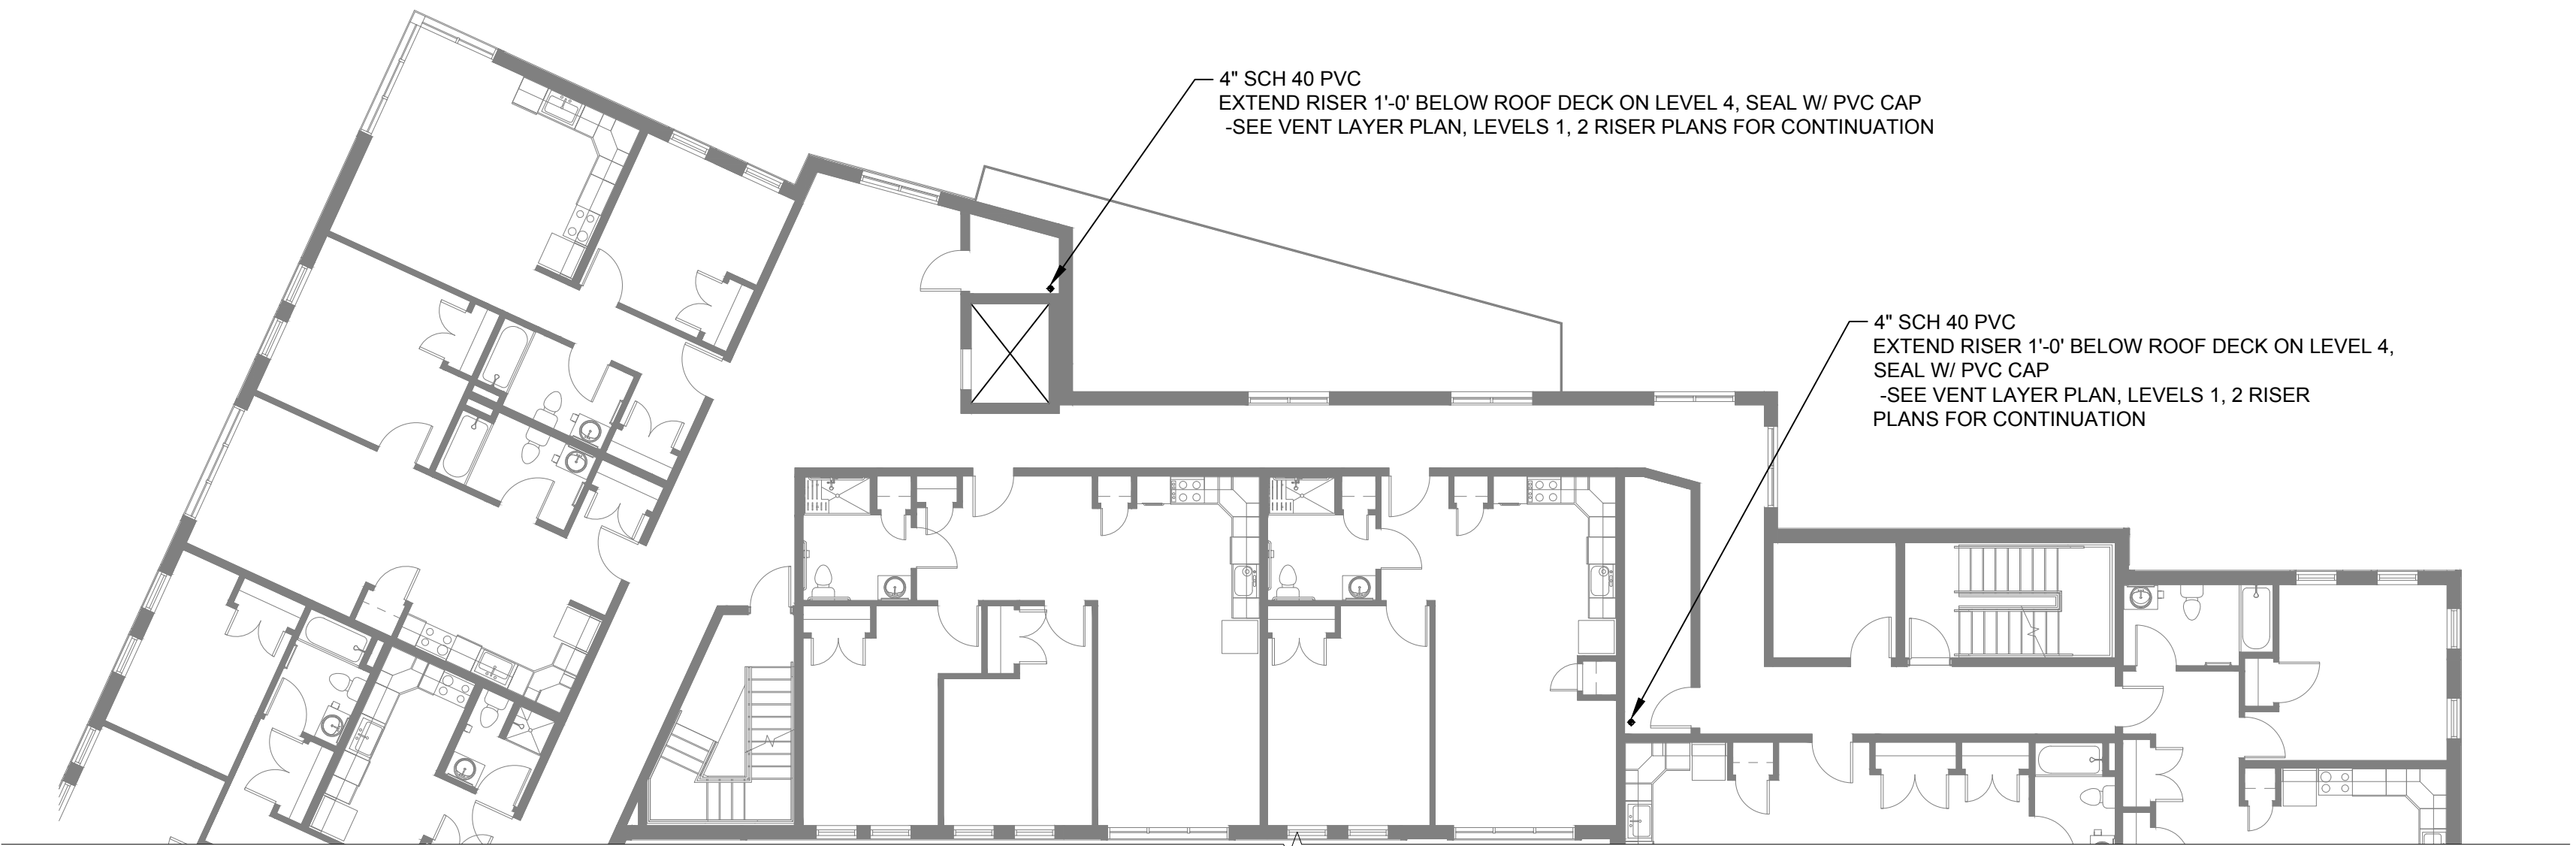 4" SCH 40 PVC
EXTEND RISER 1'-0' BELOW ROOF DECK ON LEVEL 4, SEAL W/ PVC CAP
-SEE VENT LAYER PLAN, LEVELS 1, 2 RISER PLANS FOR CONTINUATION
4" SCH 40 PVC
EXTEND RISER 1'-0' BELOW ROOF DECK ON LEVEL 4,
SEAL W/ PVC CAP
-SEE VENT LAYER PLAN, LEVELS 1, 2 RISER
PLANS FOR CONTINUATION